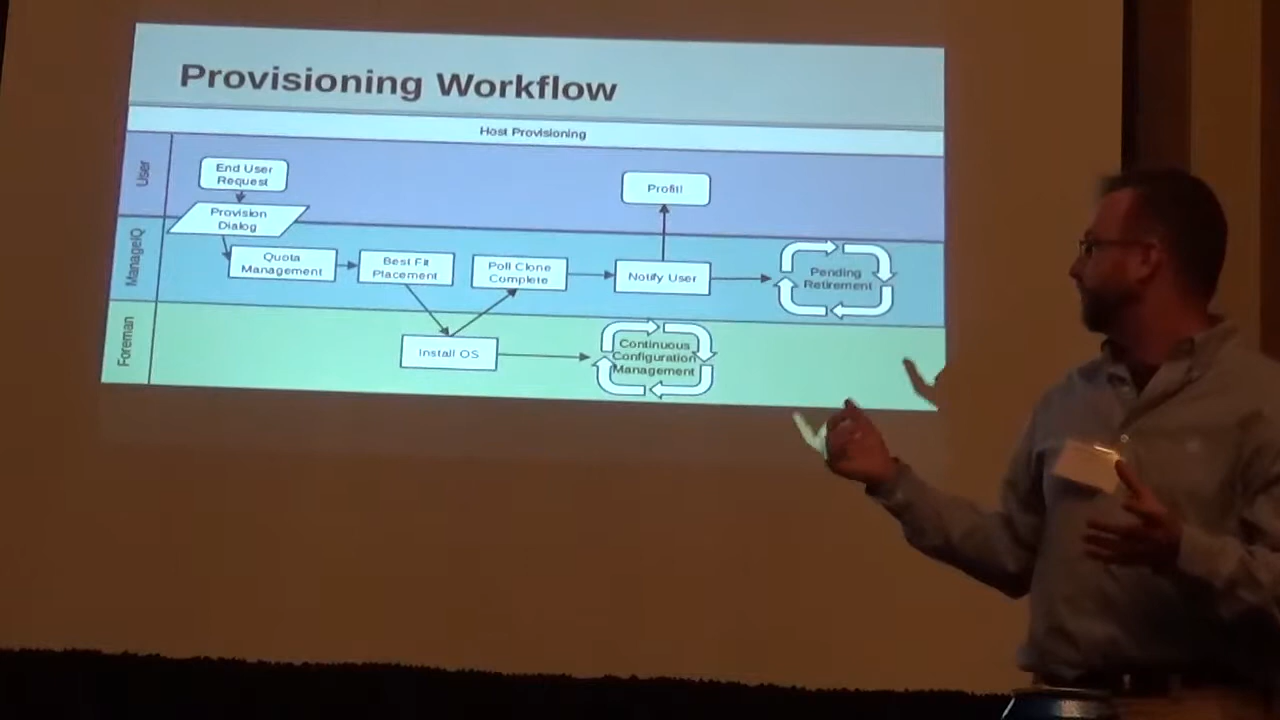 Provisioning Workflow
Host Provisioning
User
End User
Request
Profit!
Provision
Dialog
ManageIQ
Quota
Management
Best Fit
Placement
Poll Clone
Complete
Notify User
Pending
Retirement
Foreman
Install OS
Continuous
Configuration
Management